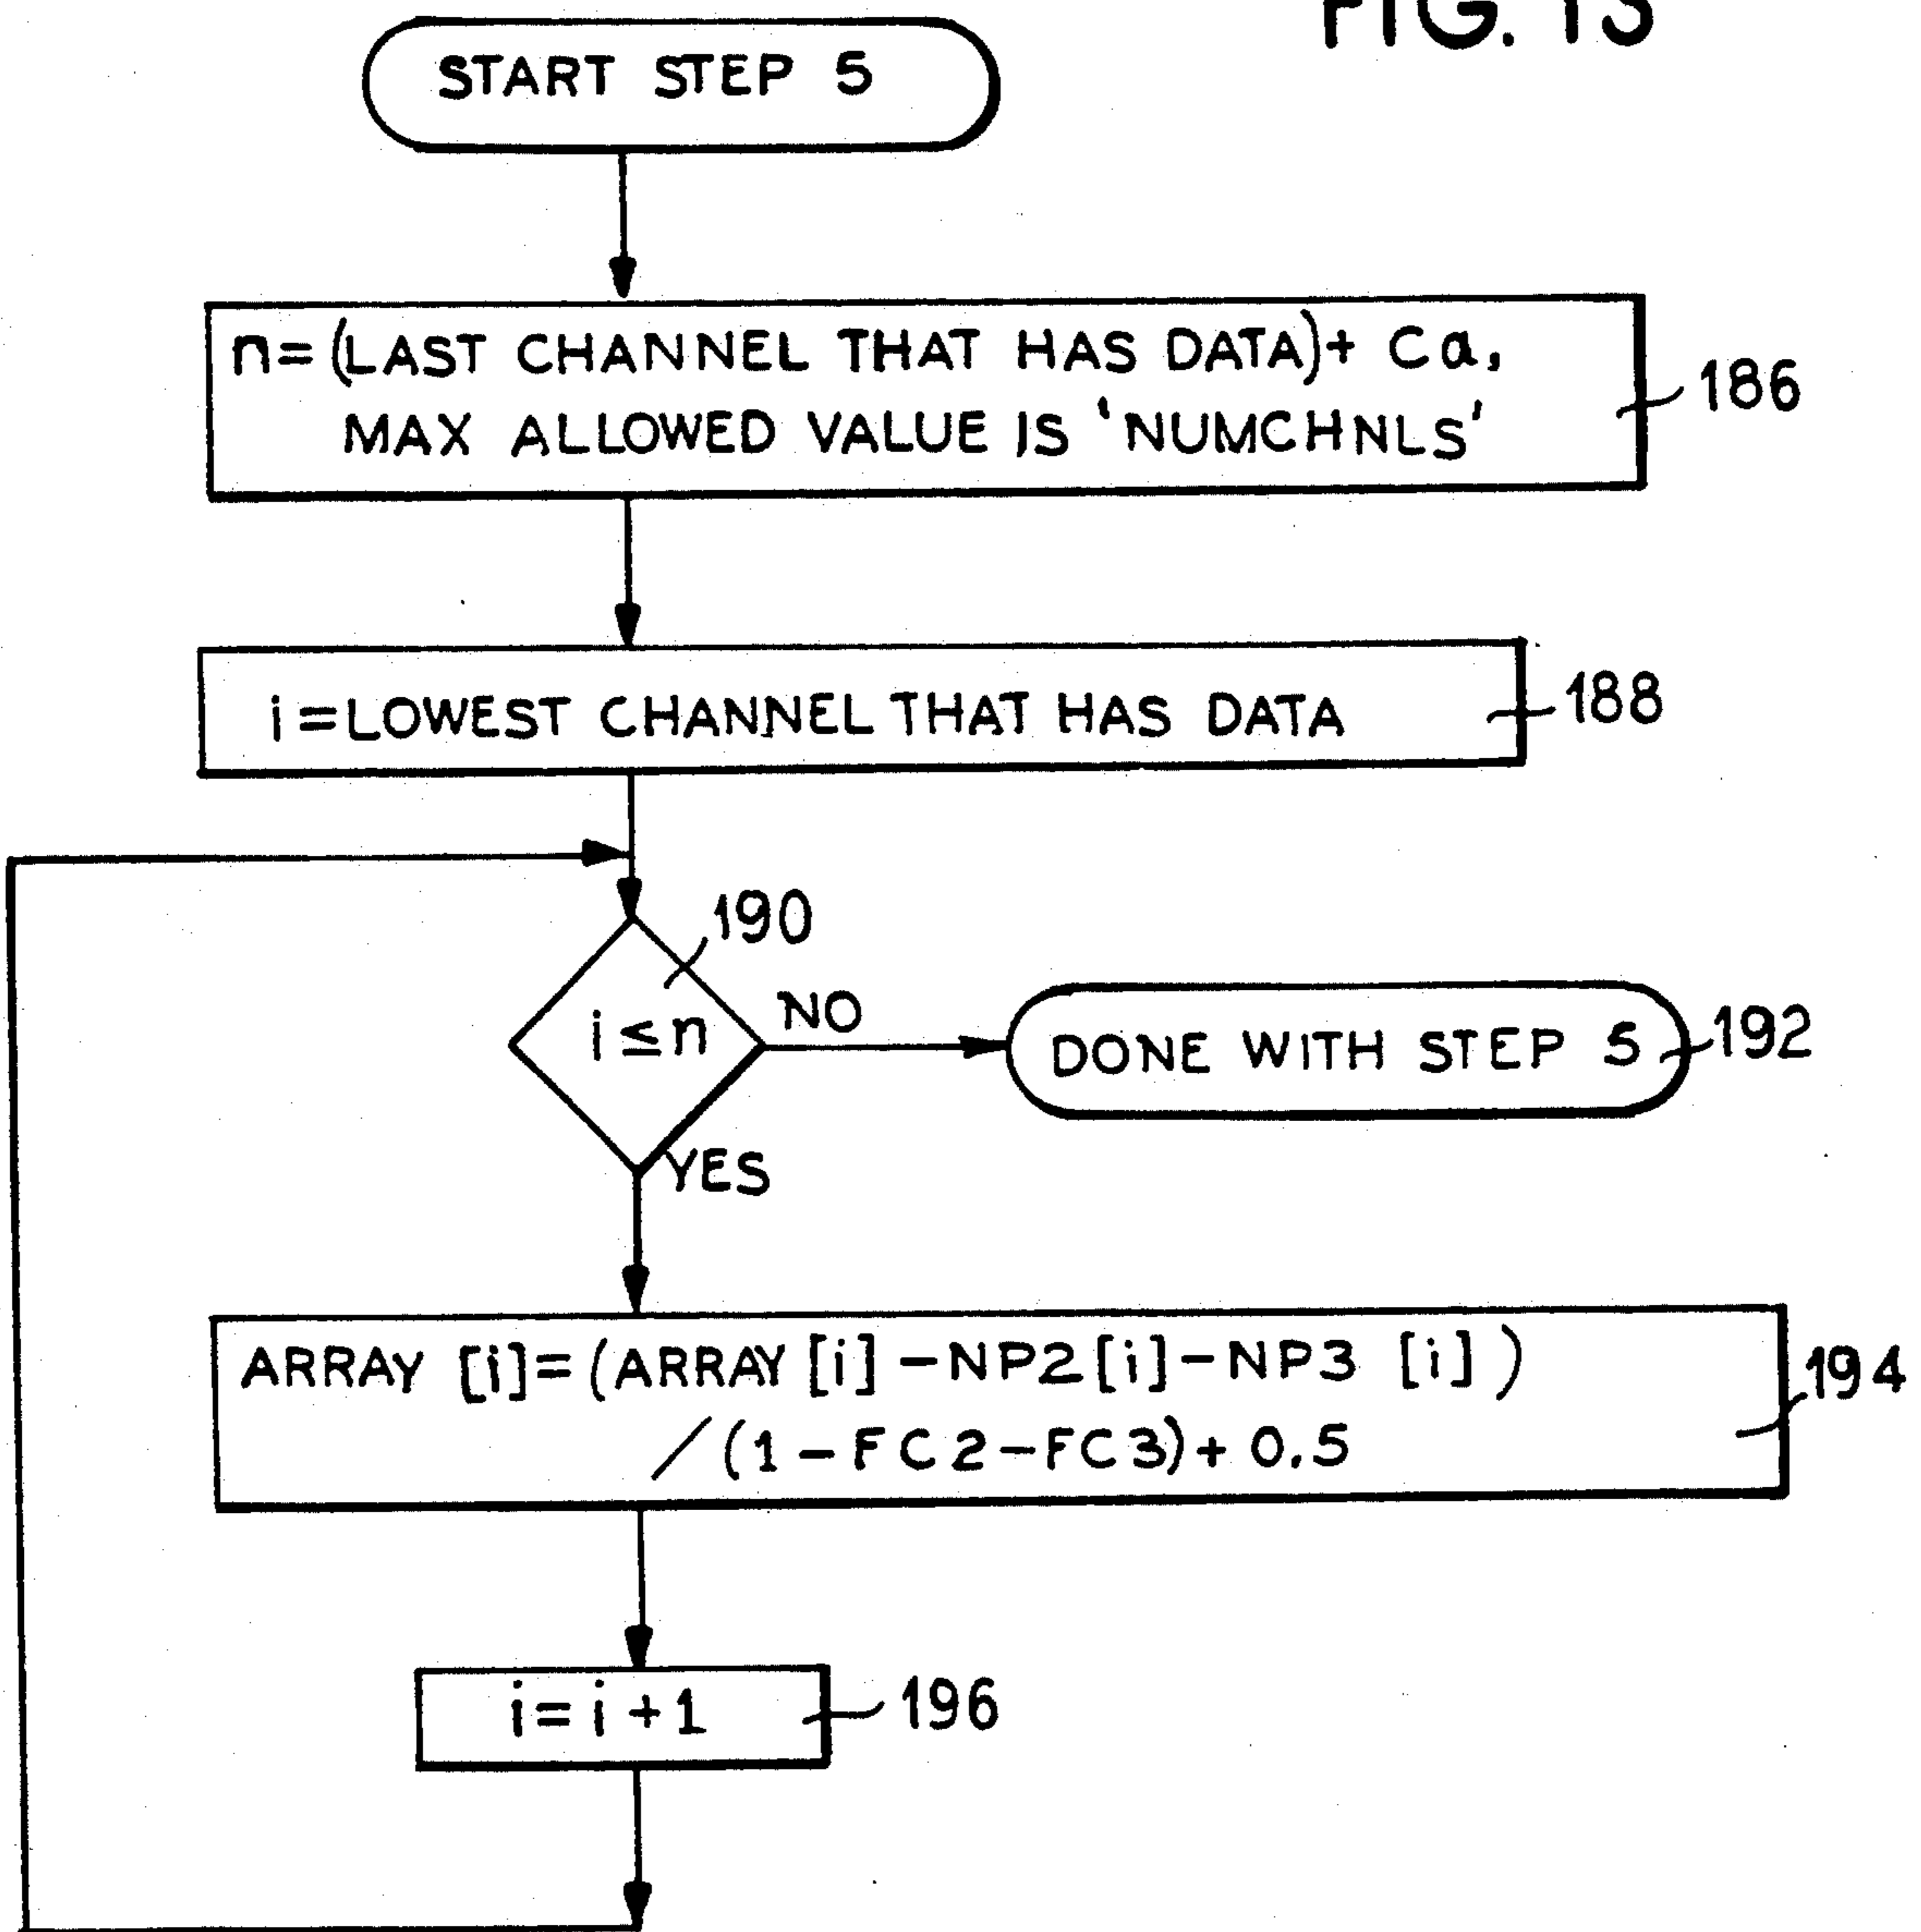 FIG. 13
START STEP 5
n=(LAST CHANNEL THAT HAS DATA)+ Ca,
MAX ALLOWED VALUE IS 'NUMCHNLS'
186
i=LOWEST CHANNEL THAT HAS DATA
188
190
i≤n
NO
DONE WITH STEP 5
192
YES
ARRAY [i]=(ARRAY[i]-NP2[i]-NP3 [i])
/(1-FC2-FC3)+0.5
194
i=i+1
196